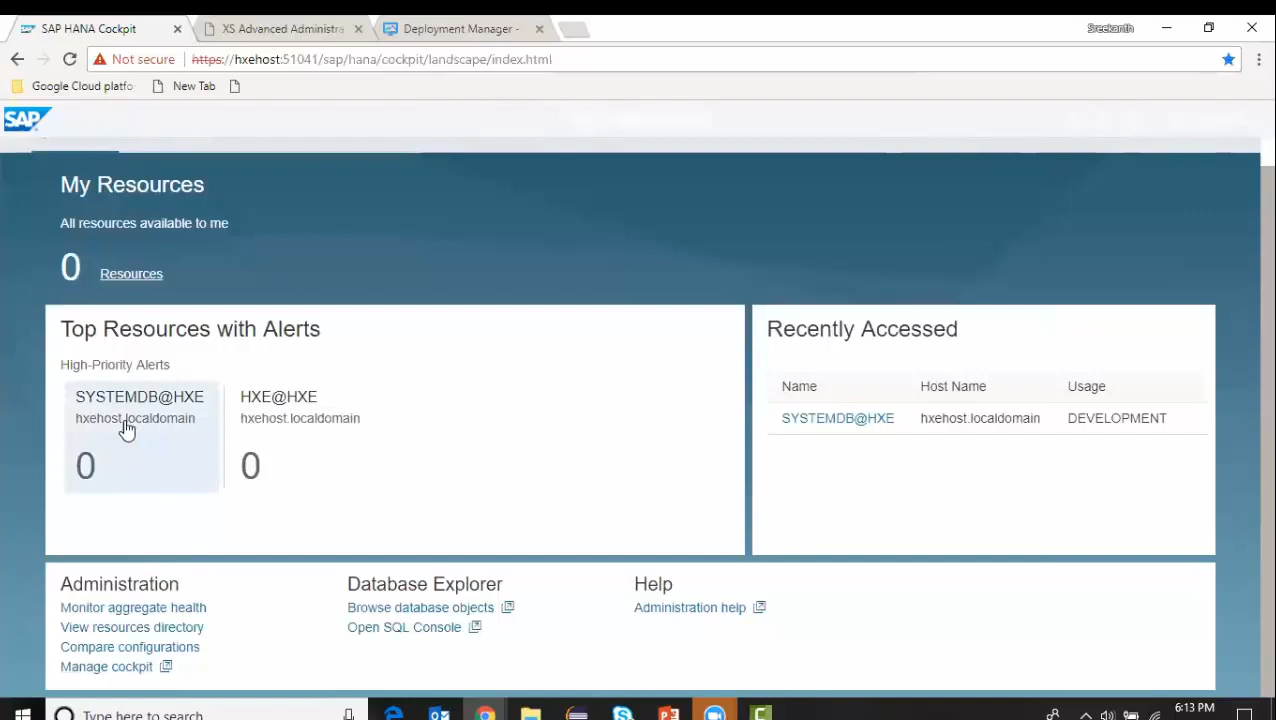 SAP HANA Cockpit
XS Advanced Administra
Deployment Manager -
Sreekanth
Not secure
https://hxehost:51041/sap/hana/cockpit/landscape/index.html
Google Cloud platfo
New Tab
SAP
My Resources
All resources available to me
0 Resources
Top Resources with Alerts
High-Priority Alerts
SYSTEMDB@HXE
hxehost.localdomain
0
HXE@HXE
hxehost.localdomain
0
Recently Accessed
Name Host Name Usage
SYSTEMDB@HXE hxehost.localdomain DEVELOPMENT
Administration
Monitor aggregate health
View resources directory
Compare configurations
Manage cockpit
Database Explorer
Browse database objects
Open SQL Console
Help
Administration help
Type here to search
6:13 PM